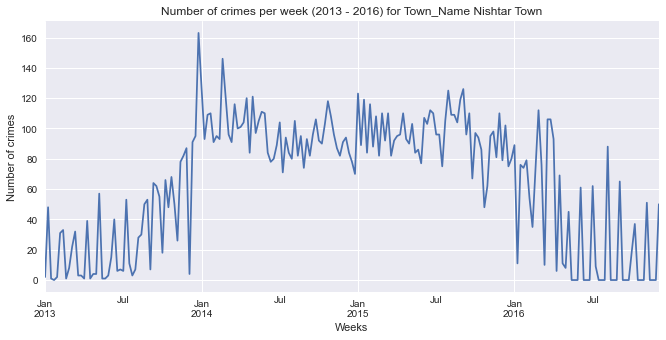 Number of crimes per week (2013 - 2016) for Town_Name Nishtar Town
Number of crimes
160
140
120
100
80
60
40
20
0
Jan Jul Jan Jul Jan Jul Jan Jul
2013 2014 2015 2016
Weeks